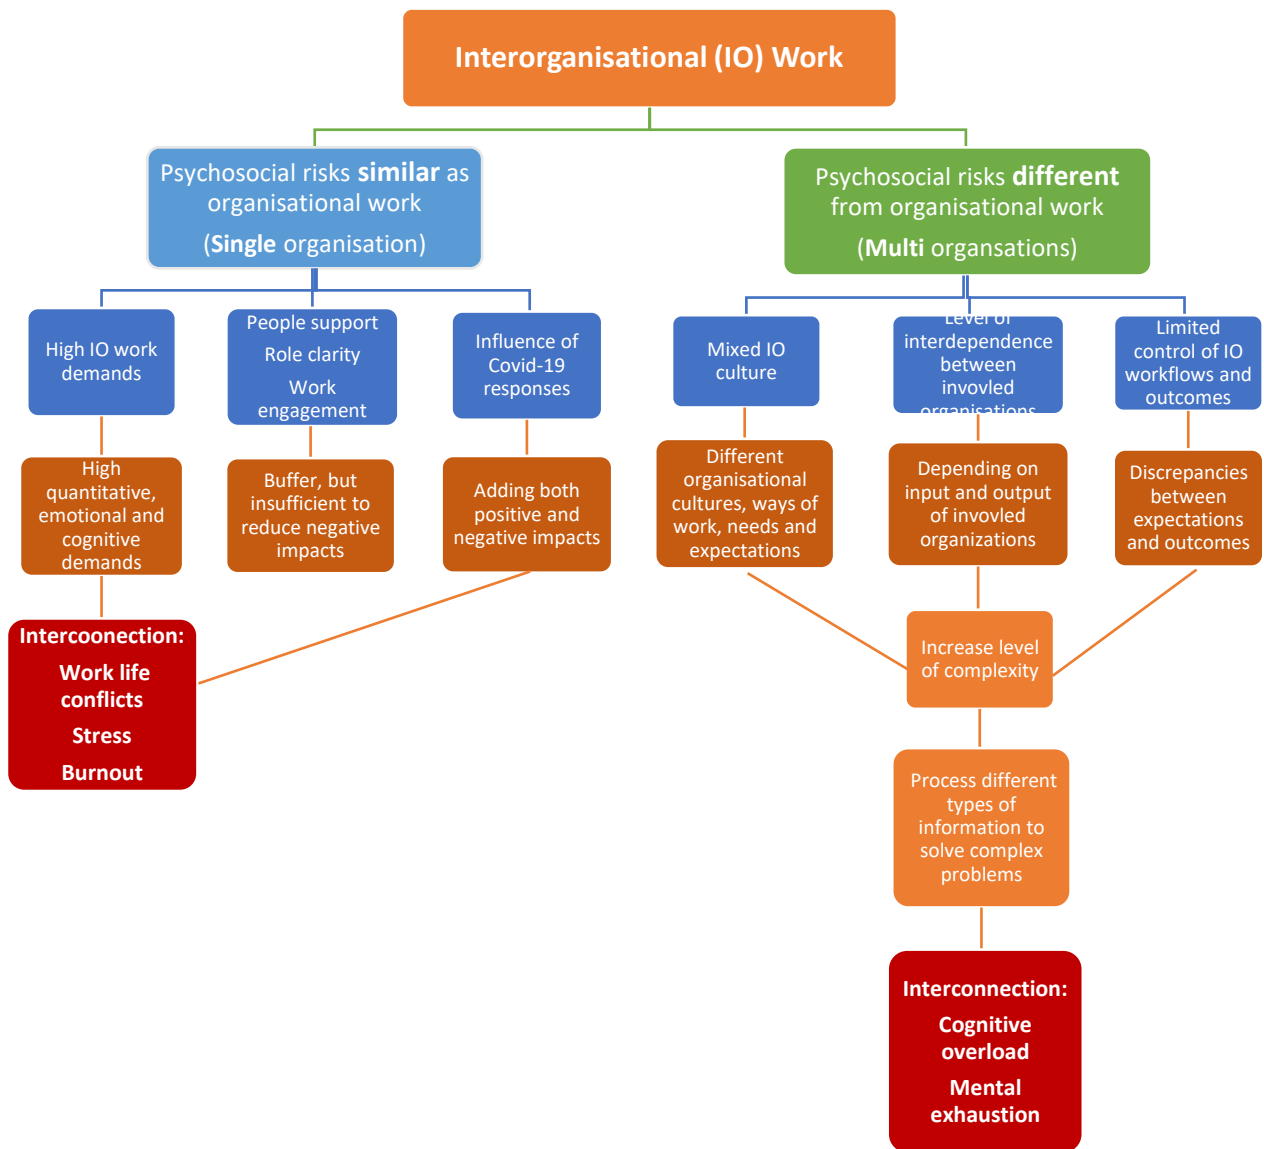 Interorganisational (IO) Work
Psychosocial risks similar as
organisational work
(Single organisation)
Psychosocial risks different
from organisational work
(Multi organsations)
High IO work
demands
People support
Role clarity
Work
engagement
Influence of
Covid-19
responses
Mixed IO
culture
Level of
interdependence
between
invovled
organisations
Limited
control of IO
workflows and
outcomes
High
quantitative,
emotional and
cognitive
demands
Buffer, but
insufficient to
reduce negative
impacts
Adding both
positive and
negative impacts
Different
organisational
cultures, ways of
work, needs and
expectations
Depending on
input and output
of invovled
organizations
Discrepancies
between
expectations
and outcomes
Intercoonection:
Work life
conflicts
Stress
Burnout
Increase level
of complexity
Process different
types of
information to
solve complex
problems
Interconnection:
Cognitive
overload
Mental
exhaustion